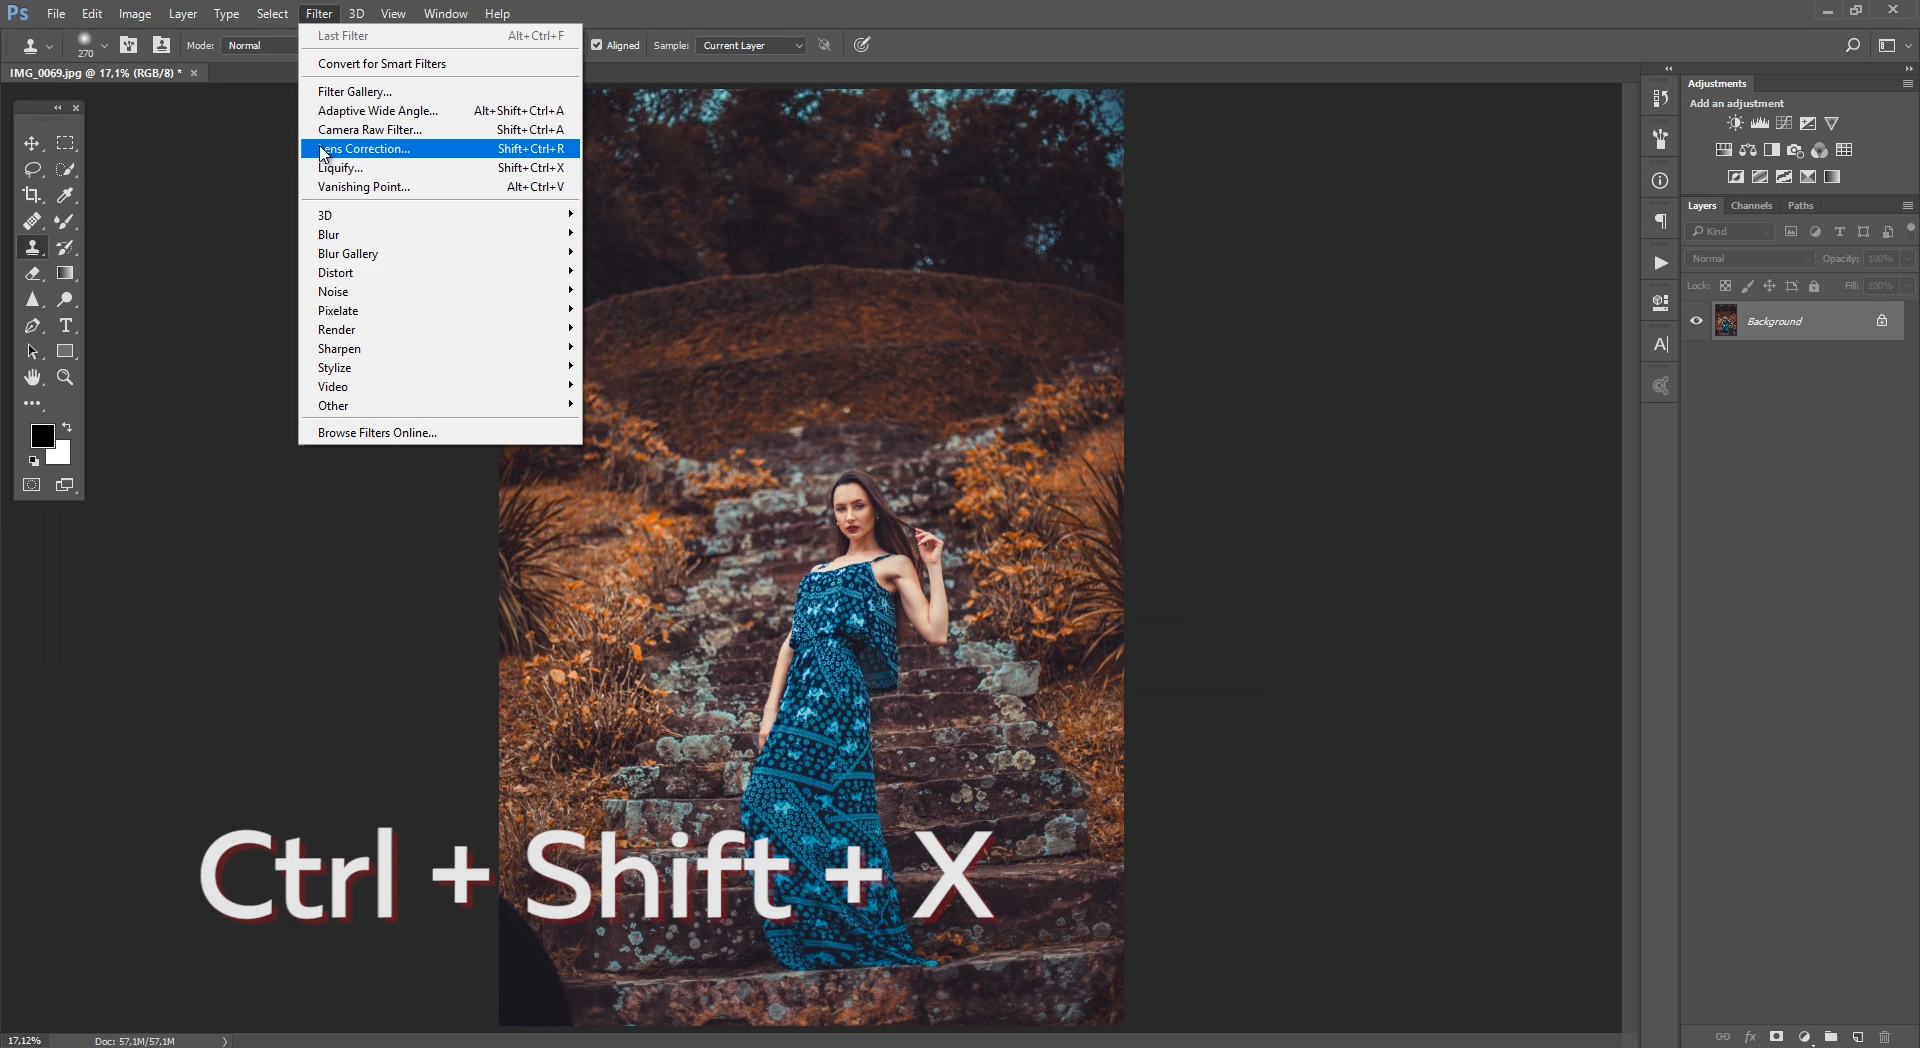 Ps File Edit Image Layer Type Select Filter 3D View Window Help
270 Mode: Normal Aligned Sample: Current Layer
IMG_0069.jpg @ 17,1% (RGB/8) * ×
Last Filter Alt+Ctrl+F
Convert for Smart Filters
Filter Gallery...
Adaptive Wide Angle... Alt+Shift+Ctrl+A
Camera Raw Filter... Shift+Ctrl+A
Lens Correction... Shift+Ctrl+R
Liquify... Shift+Ctrl+X
Vanishing Point... Alt+Ctrl+V
3D
Blur
Blur Gallery
Distort
Noise
Pixelate
Render
Sharpen
Stylize
Video
Other
Browse Filters Online...
Adjustments
Add an adjustment
Layers Channels Paths
Kind
Normal Opacity: 100%
Lock: Fill: 100%
Background
Ctrl + Shift + X
17,12% Doc: 57,1M/57,1M